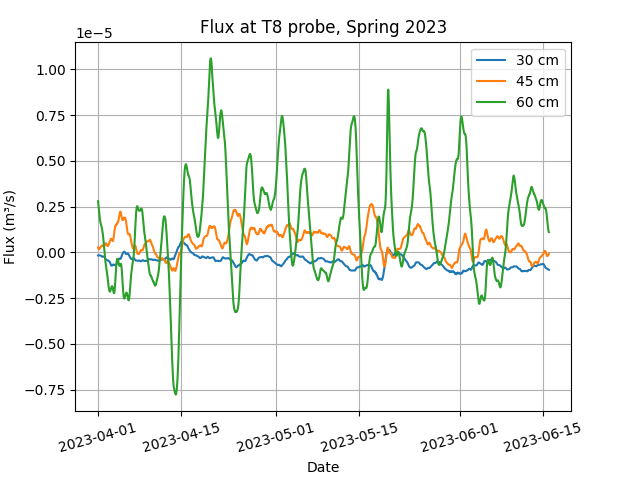 Flux at T8 probe, Spring 2023
1e−5
30 cm
45 cm
60 cm
1.00
0.75
0.50
0.25
0.00
−0.25
−0.50
−0.75
Flux (m³/s)
2023-04-01
2023-04-15
2023-05-01
2023-05-15
2023-06-01
2023-06-15
Date